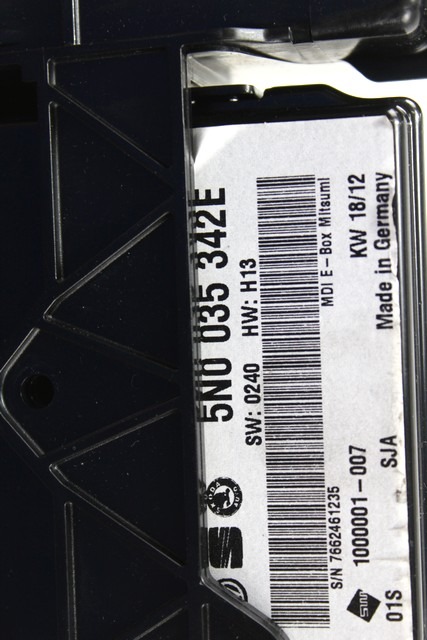 5N0 035 342E
SW: 0240 HW: H13
MDI E-Box Mitsumi
S/N 7662461235
1000001-007 KW 18/12
01S SJA Made in Germany